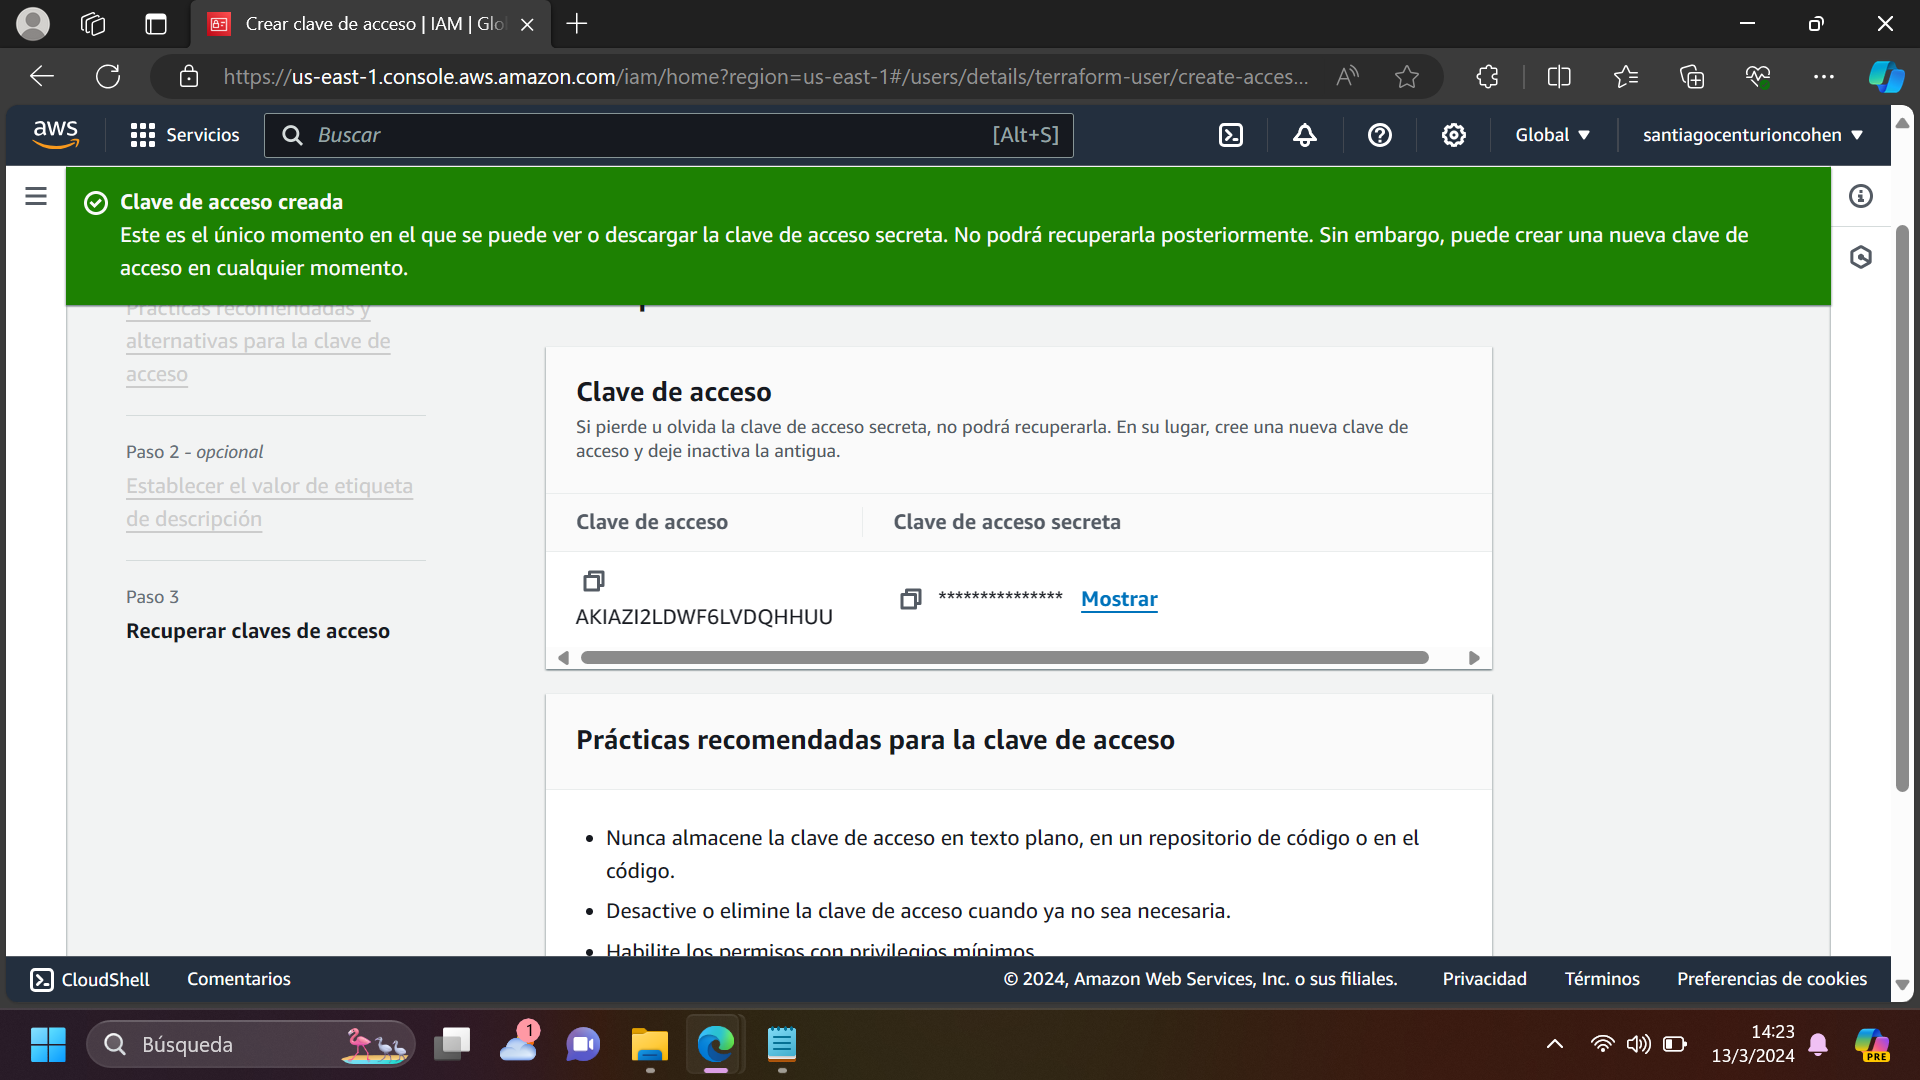 Crear clave de acceso | IAM | Glo
https://us-east-1.console.aws.amazon.com/iam/home?region=us-east-1#/users/details/terraform-user/create-acces...
aws
Servicios
Buscar
[Alt+S]
Global
santiagocenturioncohen
Clave de acceso creada
Este es el único momento en el que se puede ver o descargar la clave de acceso secreta. No podrá recuperarla posteriormente. Sin embargo, puede crear una nueva clave de
acceso en cualquier momento.
Prácticas recomendadas y
alternativas para la clave de
acceso
Paso 2 - opcional
Establecer el valor de etiqueta
de descripción
Paso 3
Recuperar claves de acceso
Clave de acceso
Si pierde u olvida la clave de acceso secreta, no podrá recuperarla. En su lugar, cree una nueva clave de
acceso y deje inactiva la antigua.
Clave de acceso
Clave de acceso secreta
AKIAZI2LDWF6LVDQHHUU
*************** Mostrar
Prácticas recomendadas para la clave de acceso
• Nunca almacene la clave de acceso en texto plano, en un repositorio de código o en el
código.
• Desactive o elimine la clave de acceso cuando ya no sea necesaria.
• Habilite los permisos con privilegios mínimos.
CloudShell
Comentarios
© 2024, Amazon Web Services, Inc. o sus filiales.
Privacidad
Términos
Preferencias de cookies
Búsqueda
1
14:23
13/3/2024
PRE